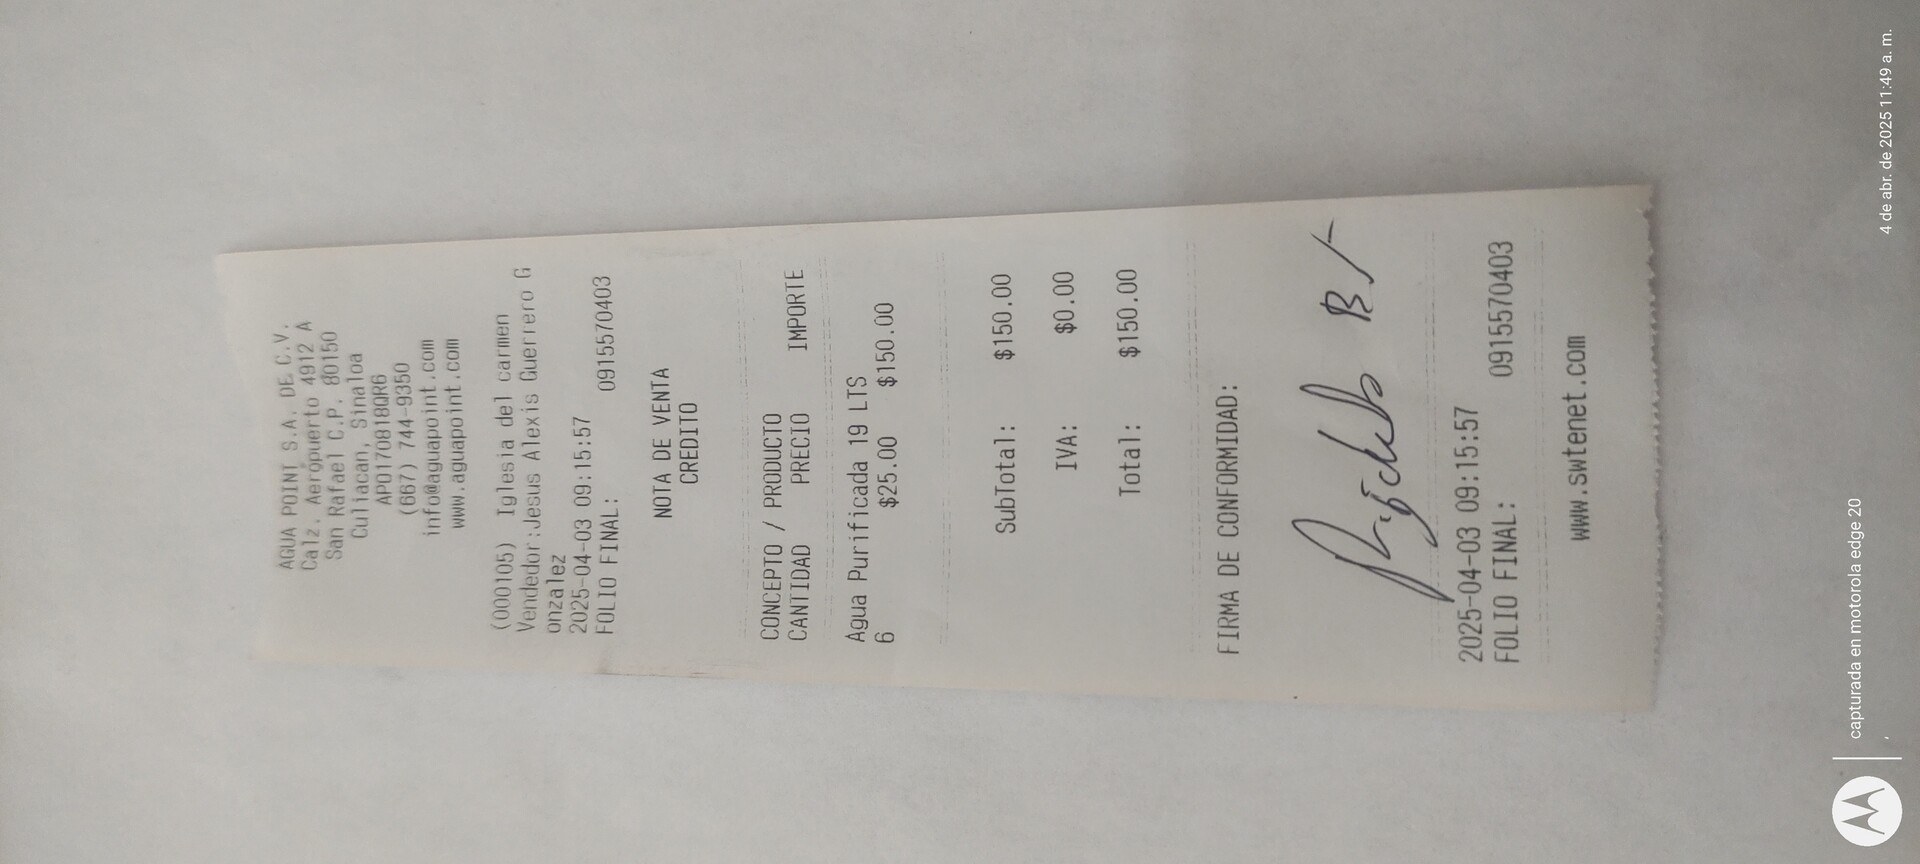 AGUA POINT S.A. DE C.V.
Calz. Aeropuerto 4912 A
San Rafael C.P. 80150
Culiacan, Sinaloa
APO170818QR6
(667) 744-9350
info@aguapoint.com
www.aguapoint.com
(000105) Iglesia del carmen
Vendedor:Jesus Alexis Guerrero G
onzalez
2025-04-03 09:15:57
FOLIO FINAL: 0915570403
NOTA DE VENTA
CREDITO
CONCEPTO / PRODUCTO
CANTIDAD PRECIO IMPORTE
Agua Purificada 19 LTS
6 $25.00 $150.00
SubTotal: $150.00
IVA: $0.00
Total: $150.00
FIRMA DE CONFORMIDAD:
2025-04-03 09:15:57
FOLIO FINAL: 0915570403
www.swtenet.com
capturada en motorola edge 20
4 de abr. de 2025 11:49 a. m.